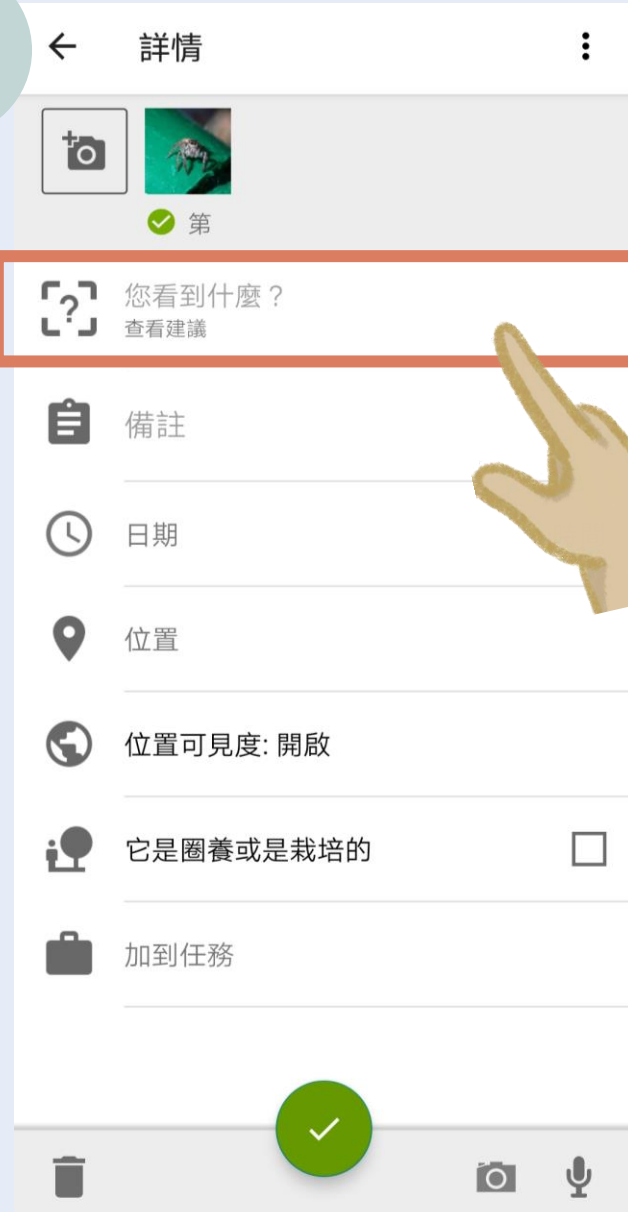 詳情
第
您看到什麼？
查看建議
備註
日期
位置
位置可見度: 開啟
它是圈養或是栽培的
加到任務